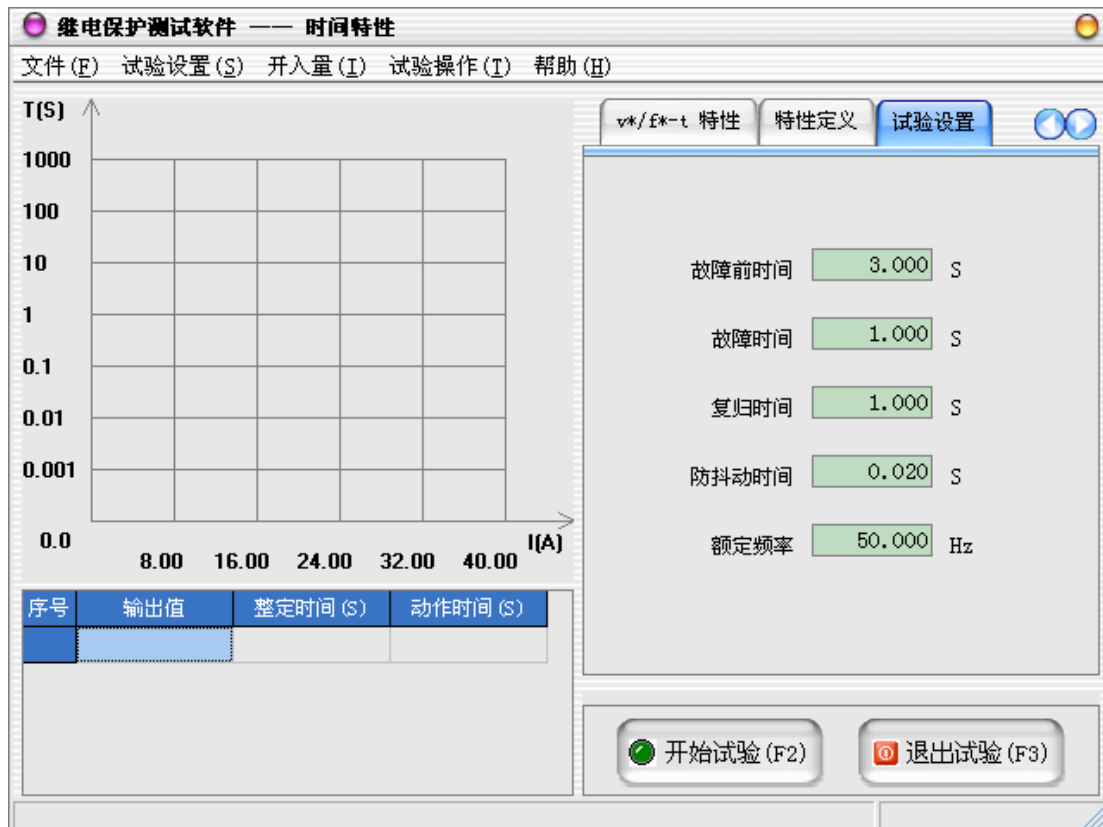 继电保护测试软件 —— 时间特性
文件(F) 试验设置(S) 开入量(I) 试验操作(T) 帮助(H)
T(S)
1000
100
10
1
0.1
0.01
0.001
0.0
8.00 16.00 24.00 32.00 40.00
I(A)
序号 输出值 整定时间(S) 动作时间(S)
v*/f*-t 特性 特性定义 试验设置
故障前时间 3.000 S
故障时间 1.000 S
复归时间 1.000 S
防抖动时间 0.020 S
额定频率 50.000 Hz
开始试验(F2) 退出试验(F3)